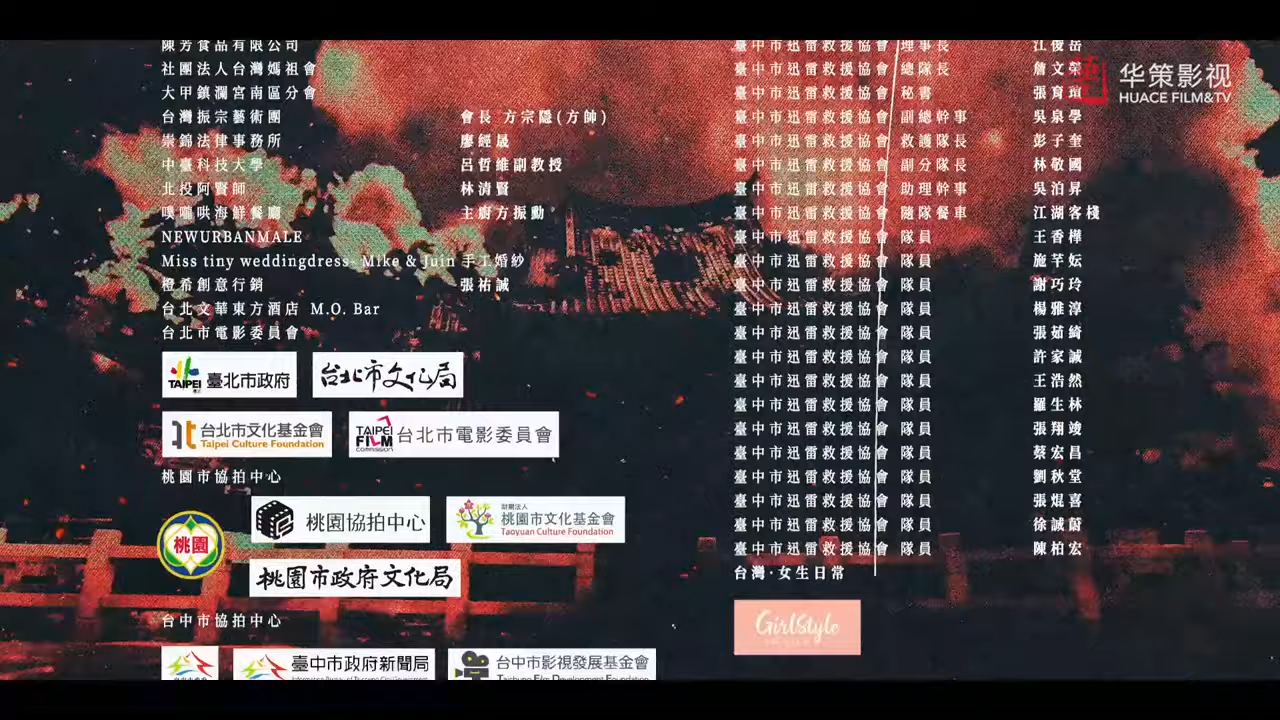 陳芳食品有限公司
社團法人台灣媽祖會
大甲鎮瀾宮南區分會
台灣振宗藝術團 會長 方宗隱(方帥)
崇錦法律事務所 廖經晟
中臺科技大學 呂哲維副教授
北投阿賢師 林清賢
噗嚨哄海鮮餐廳 主廚方振勳
NEWURBANMALE
Miss tiny weddingdress- Mike & Juin 手工婚紗
橙希創意行銷 張祐誠
台北文華東方酒店 M.O. Bar
台北市電影委員會
TAIPEI 臺北市政府
台北市文化局
台北市文化基金會
Taipei Culture Foundation
TAIPEI FILM COMMISSION 台北市電影委員會
桃園市協拍中心
桃園
桃園協拍中心
財團法人
桃園市文化基金會
Taoyuan Culture Foundation
桃園市政府文化局
台中市協拍中心
臺中市政府新聞局
台中市影視發展基金會
Taichung Film Development Foundation
臺中市迅雷救援協會 理事長 江俊岳
臺中市迅雷救援協會 總隊長 詹文榮
臺中市迅雷救援協會 秘書 張育瑄
臺中市迅雷救援協會 副總幹事 吳泉學
臺中市迅雷救援協會 救護隊長 彭子奎
臺中市迅雷救援協會 副分隊長 林敬國
臺中市迅雷救援協會 助理幹事 吳泊昇
臺中市迅雷救援協會 隨隊餐車 江湖客棧
臺中市迅雷救援協會 隊員 王香樺
臺中市迅雷救援協會 隊員 施芊妘
臺中市迅雷救援協會 隊員 謝巧玲
臺中市迅雷救援協會 隊員 楊雅淳
臺中市迅雷救援協會 隊員 張茹綺
臺中市迅雷救援協會 隊員 許家誠
臺中市迅雷救援協會 隊員 王浩然
臺中市迅雷救援協會 隊員 羅生林
臺中市迅雷救援協會 隊員 張翔竣
臺中市迅雷救援協會 隊員 蔡宏昌
臺中市迅雷救援協會 隊員 劉秋堂
臺中市迅雷救援協會 隊員 張焜喜
臺中市迅雷救援協會 隊員 徐誠蔚
臺中市迅雷救援協會 隊員 陳柏宏
台灣·女生日常
GirlStyle
华策影视
HUACE FILM&TV